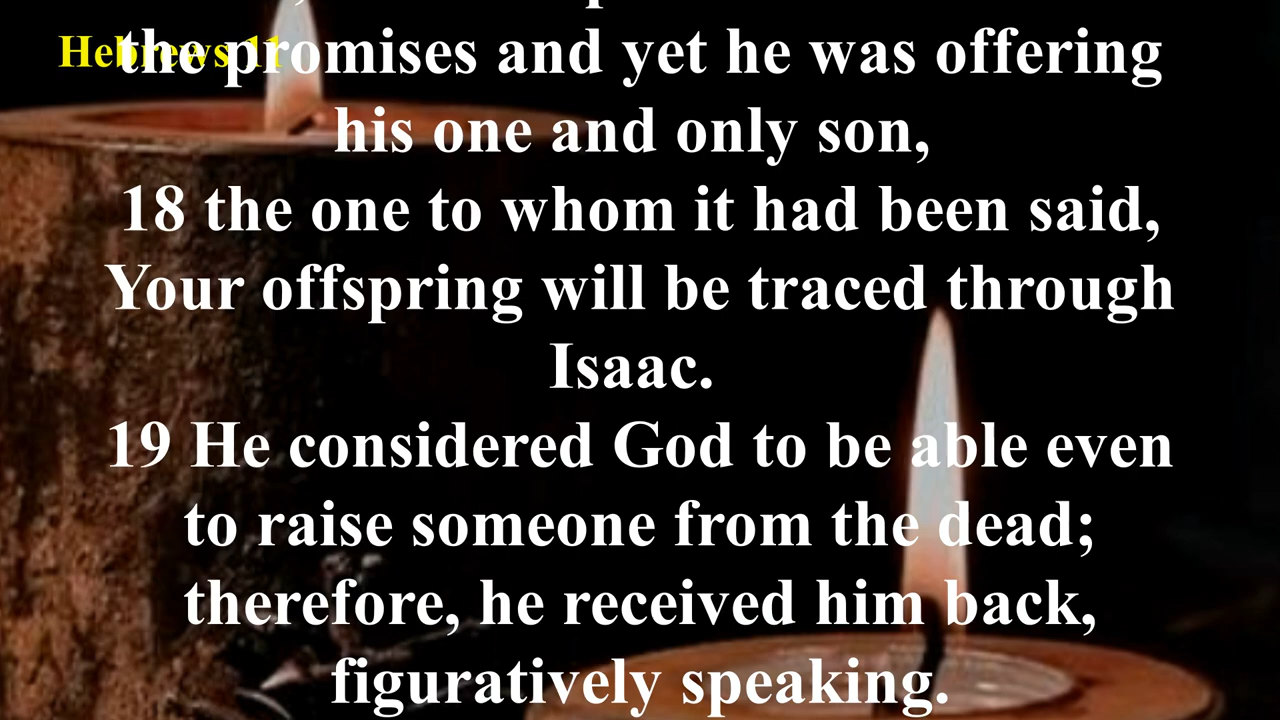 Hebrews 11
the promises and yet he was offering
his one and only son,
18 the one to whom it had been said,
Your offspring will be traced through
Isaac.
19 He considered God to be able even
to raise someone from the dead;
therefore, he received him back,
figuratively speaking.